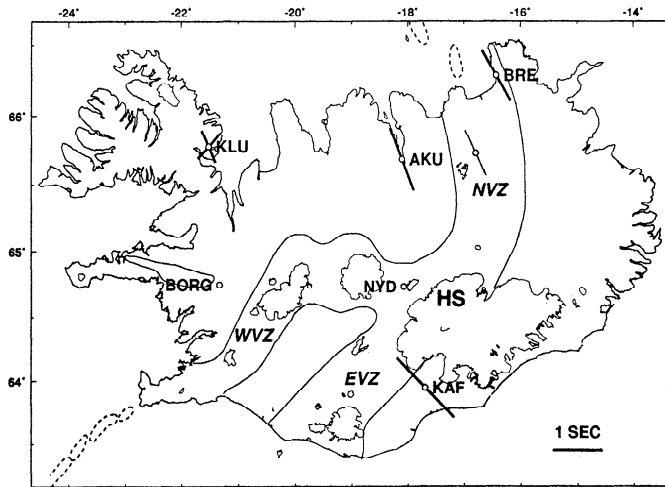 -24° -22° -20° -18° -16° -14°
BRE
66°
KLU
AKU
NVZ
65°
BORG
NYD
HS
WVZ
64°
EVZ
KAF
1 SEC